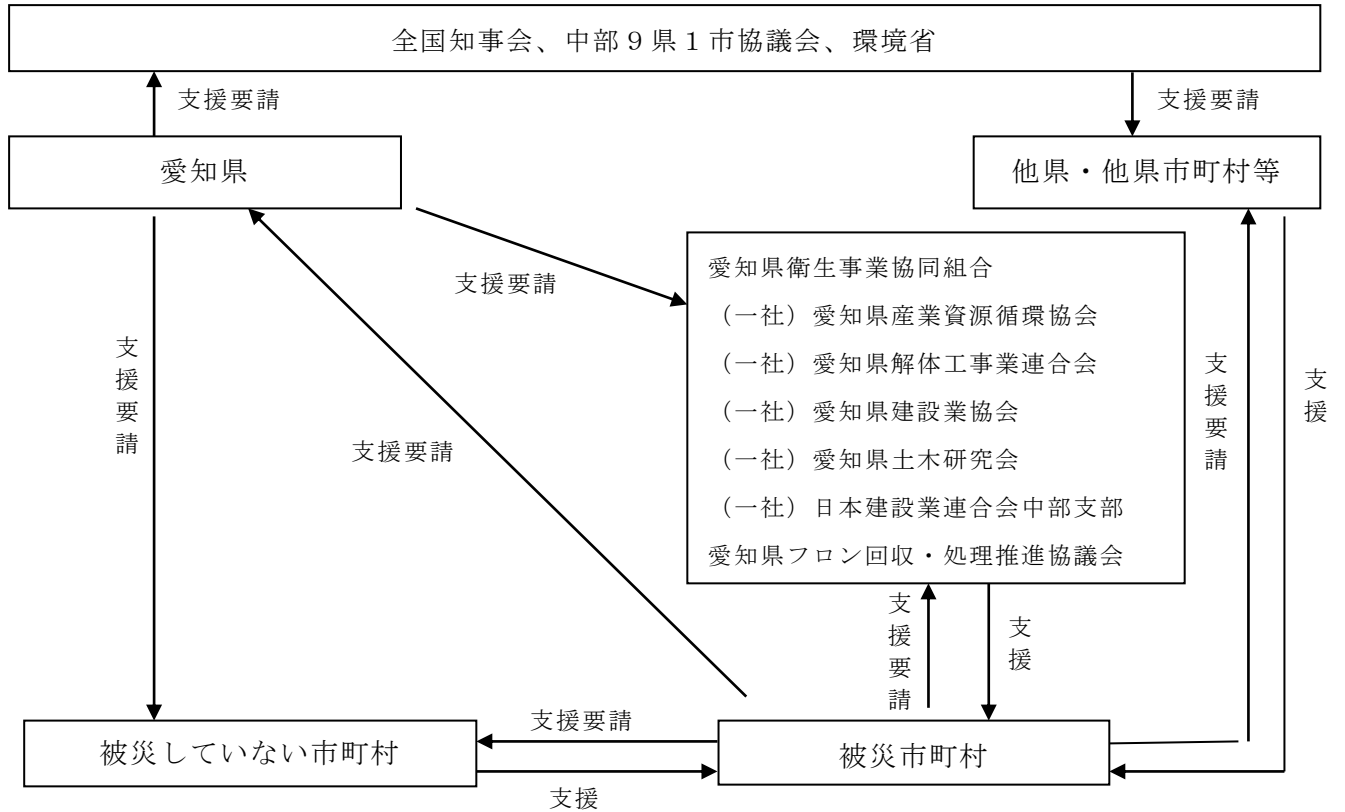 全国知事会、中部９県１市協議会、環境省
支援要請
支援要請
愛知県
他県・他県市町村等
支援要請
愛知県衛生事業協同組合
（一社）愛知県産業資源循環協会
（一社）愛知県解体工事業連合会
（一社）愛知県建設業協会
（一社）愛知県土木研究会
（一社）日本建設業連合会中部支部
愛知県フロン回収・処理推進協議会
支援要請
支援要請
支援要請
支援
支援要請
支援
支援要請
被災していない市町村
被災市町村
支援